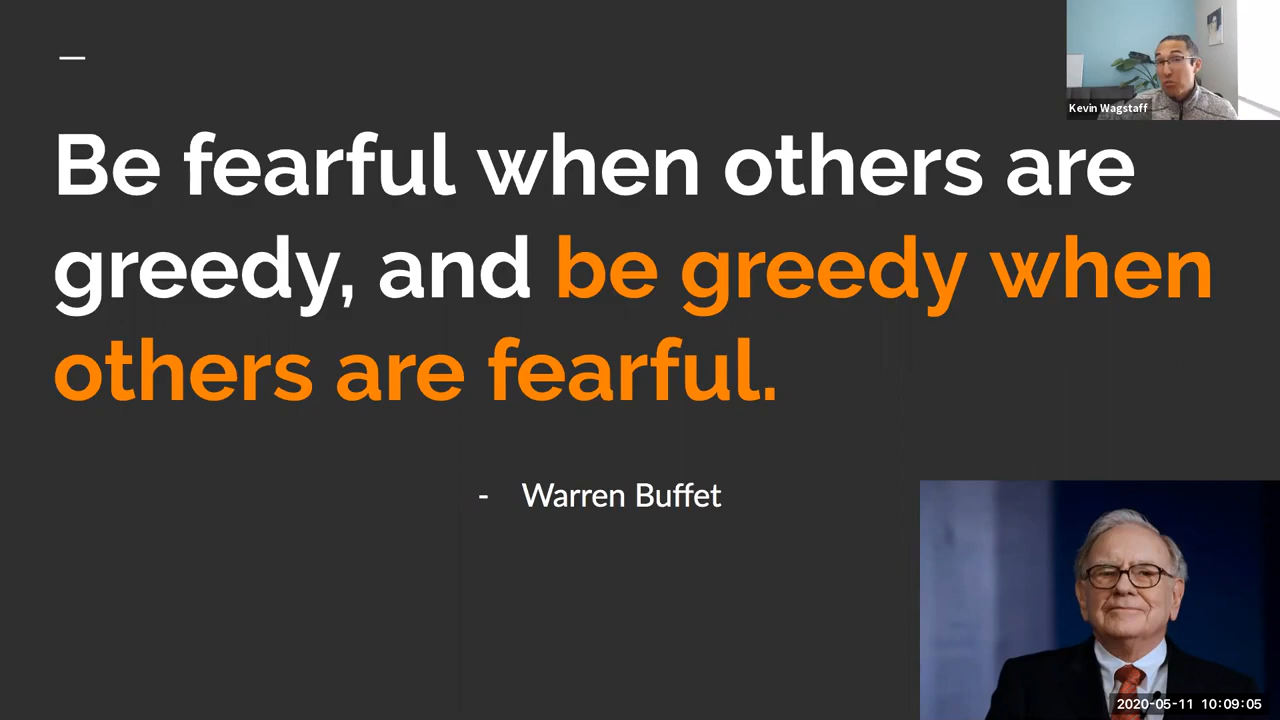 Kevin Wagstaff
Be fearful when others are
greedy, and be greedy when
others are fearful.
- Warren Buffet
2020-05-11 10:09:05